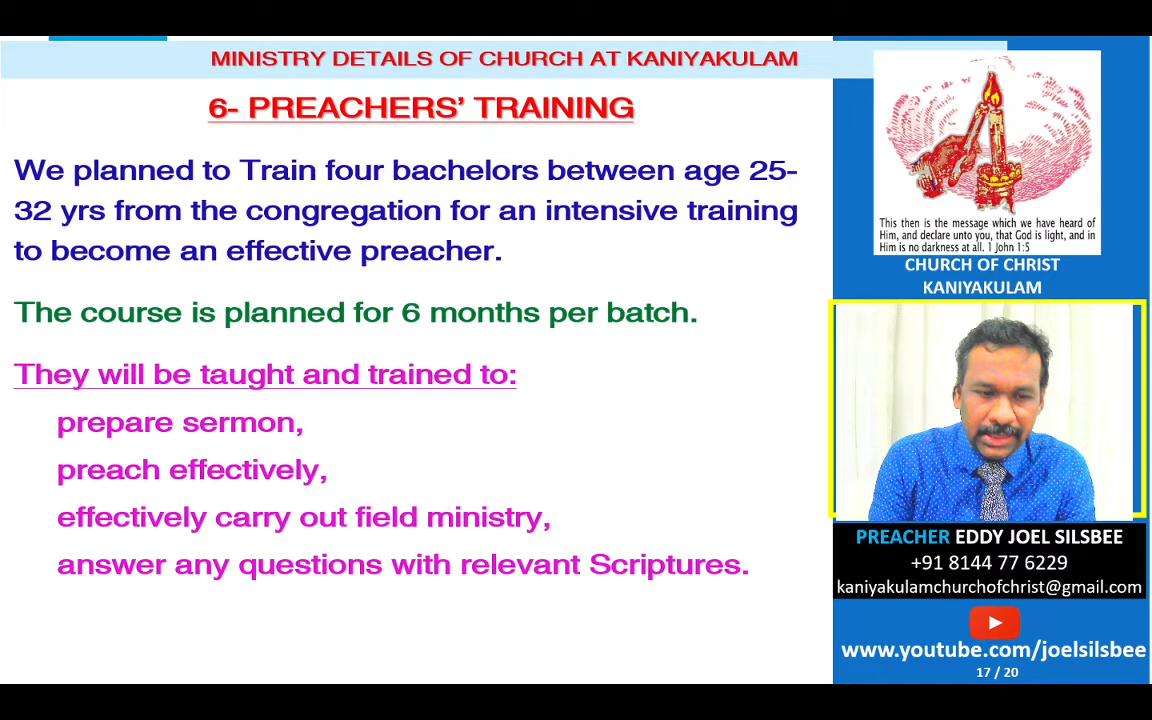 MINISTRY DETAILS OF CHURCH AT KANIYAKULAM
6- PREACHERS’ TRAINING
We planned to Train four bachelors between age 25-
32 yrs from the congregation for an intensive training
to become an effective preacher.
The course is planned for 6 months per batch.
They will be taught and trained to:
prepare sermon,
preach effectively,
effectively carry out field ministry,
answer any questions with relevant Scriptures.
This then is the message which we have heard of
Him, and declare unto you, that God is light, and in
Him is no darkness at all. 1 John 1:5
CHURCH OF CHRIST
KANIYAKULAM
PREACHER EDDY JOEL SILSBEE
+91 8144 77 6229
kaniyakulamchurchofchrist@gmail.com
www.youtube.com/joelsilsbee
17 / 20